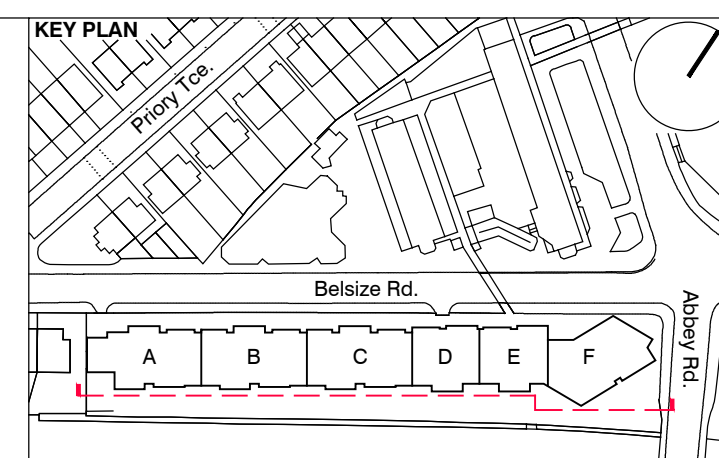 KEY PLAN
Priory Tce.
Belsize Rd.
Abbey Rd.
A B C D E F